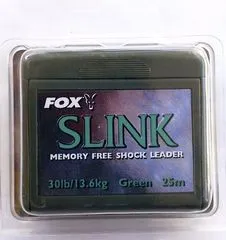 FOX
SLINK
MEMORY FREE SHOCK LEADER
30lb/13.6kg Green 25m